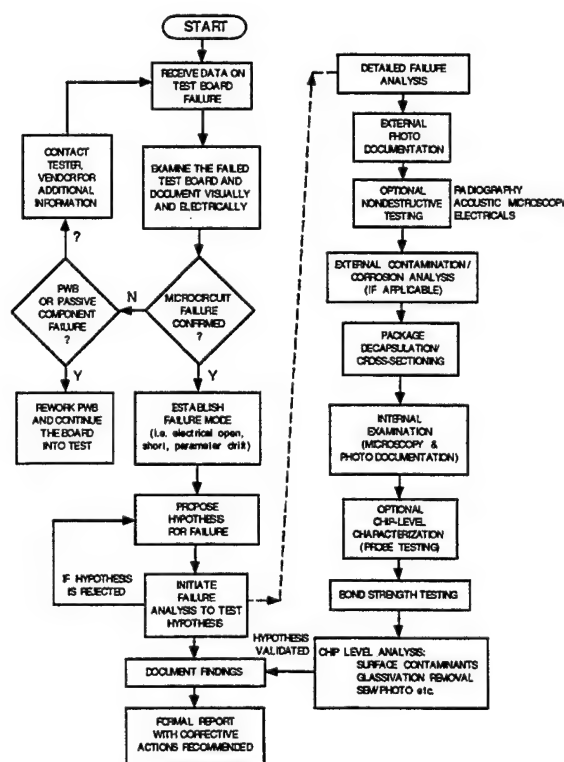 START
RECEIVE DATA ON
TEST BOARD
FAILURE
CONTACT
TESTER,
VENDOR FOR
ADDITIONAL
INFORMATION
EXAMINE THE FAILED
TEST BOARD AND
DOCUMENT VISUALLY
AND ELECTRICALLY
?
PWB
OR PASSIVE
COMPONENT
FAILURE
?
N
MICROCIRCUIT
FAILURE
CONFIRMED
?
Y
Y
REWORK PWB
AND CONTINUE
THE BOARD
INTO TEST
ESTABLISH
FAILURE MODE
(i.e. electrical open,
short, parameter drift)
PROPOSE
HYPOTHESIS
FOR FAILURE
IF HYPOTHESIS
IS REJECTED
INITIATE
FAILURE
ANALYSIS TO TEST
HYPOTHESIS
DOCUMENT FINDINGS
FORMAL REPORT
WITH CORRECTIVE
ACTIONS RECOMMENDED
DETAILED FAILURE
ANALYSIS
EXTERNAL
PHOTO
DOCUMENTATION
OPTIONAL
NONDESTRUCTIVE
TESTING
RADIOGRAPHY
ACOUSTIC MICROSCOPY
ELECTRICALS
EXTERNAL CONTAMINATION/
CORROSION ANALYSIS
(IF APPLICABLE)
PACKAGE
DECAPSULATION/
CROSS-SECTIONING
INTERNAL
EXAMINATION
(MICROSCOPY &
PHOTO DOCUMENTATION)
OPTIONAL
CHIP-LEVEL
CHARACTERIZATION
(PROBE TESTING)
BOND STRENGTH TESTING
HYPOTHESIS
VALIDATED
CHIP LEVEL ANALYSIS:
SURFACE CONTAMINANTS
GLASSIVATION REMOVAL
SEM/PHOTO etc.